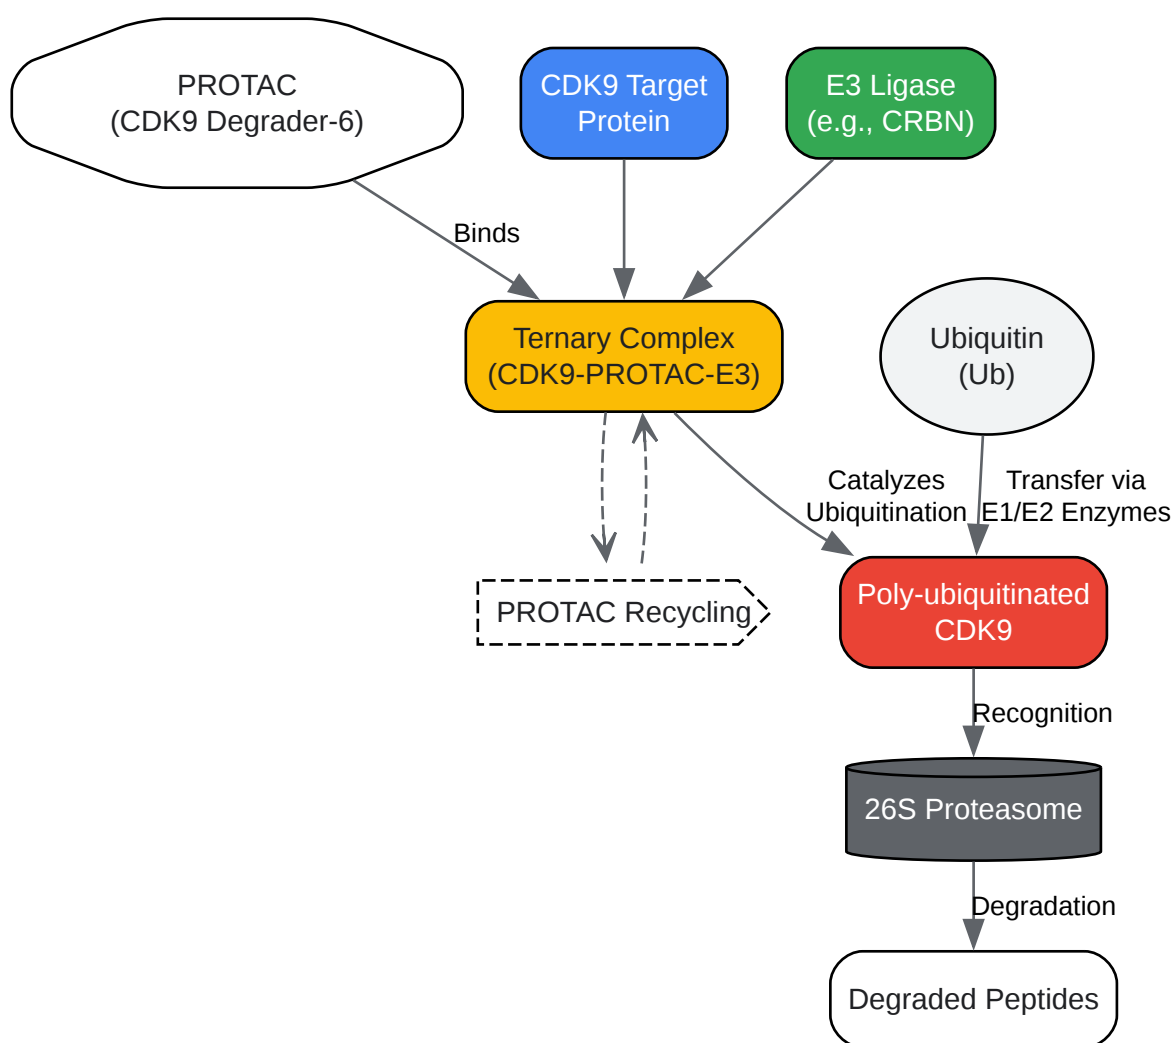 PROTAC
(CDK9 Degrader-6)
CDK9 Target
Protein
E3 Ligase
(e.g., CRBN)
Binds
Ternary Complex
(CDK9-PROTAC-E3)
Ubiquitin
(Ub)
Catalyzes
Ubiquitination
Transfer via
E1/E2 Enzymes
PROTAC Recycling
Poly-ubiquitinated
CDK9
Recognition
26S Proteasome
Degradation
Degraded Peptides